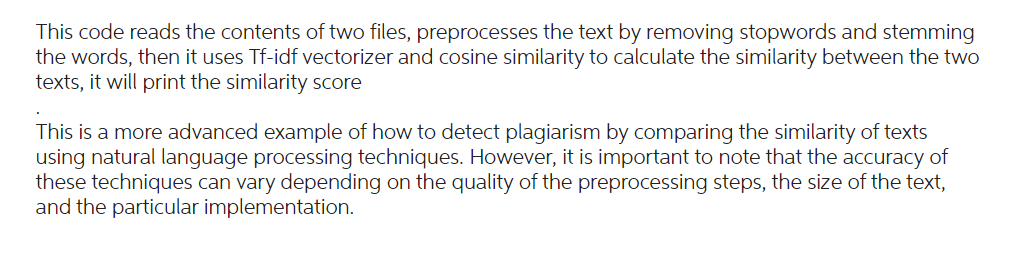 This code reads the contents of two files, preprocesses the text by removing stopwords and stemming
the words, then it uses Tf-idf vectorizer and cosine similarity to calculate the similarity between the two
texts, it will print the similarity score
.
This is a more advanced example of how to detect plagiarism by comparing the similarity of texts
using natural language processing techniques. However, it is important to note that the accuracy of
these techniques can vary depending on the quality of the preprocessing steps, the size of the text,
and the particular implementation.